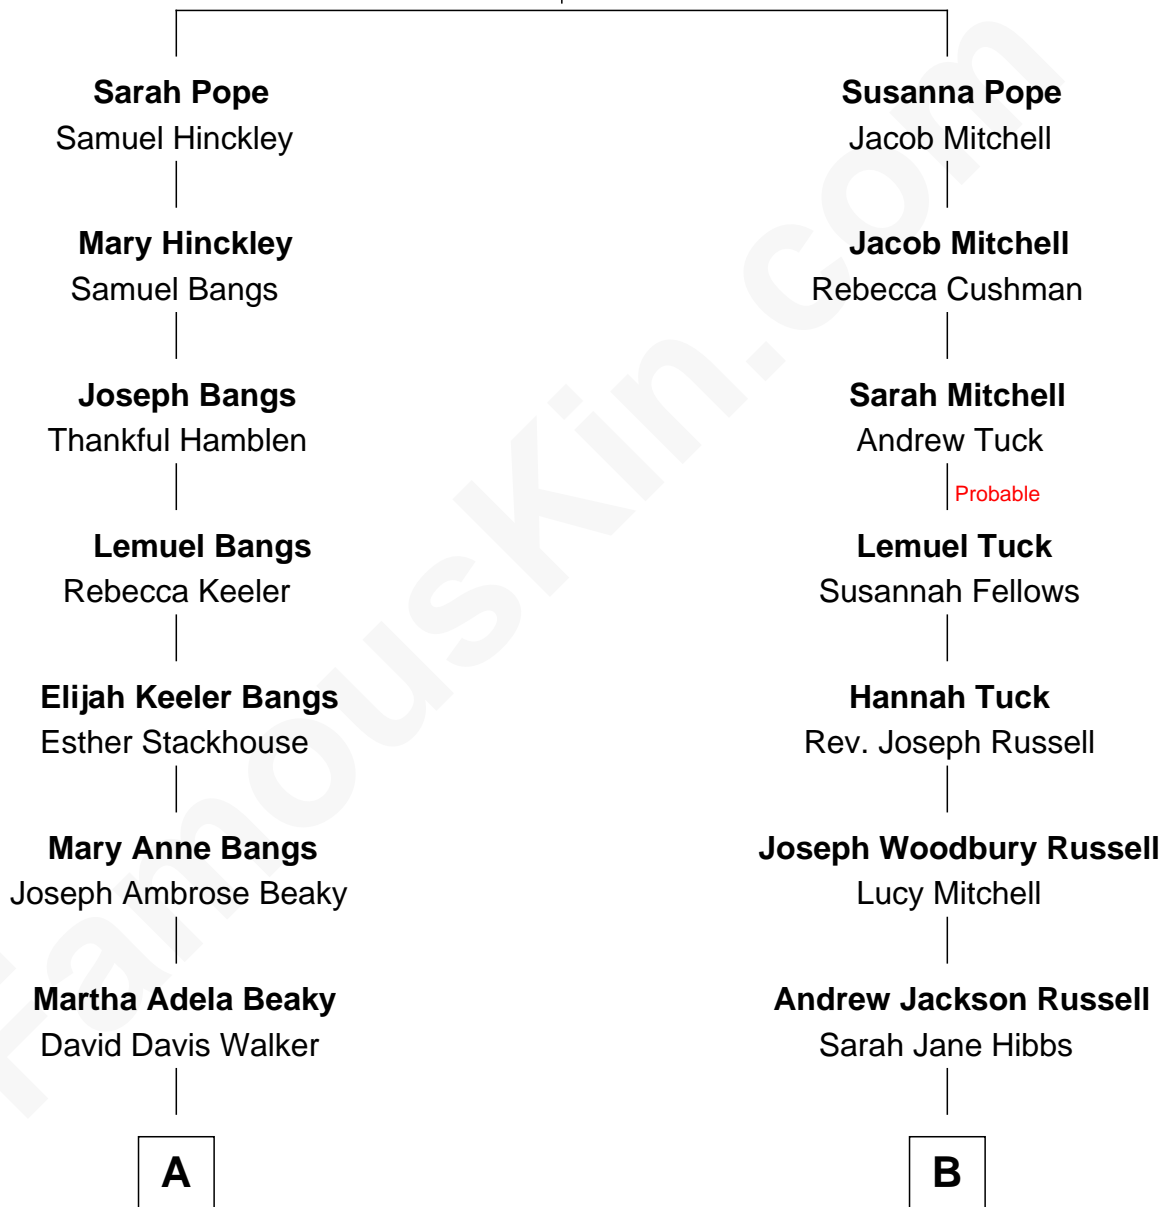 Sarah Pope
Samuel Hinckley
Susanna Pope
Jacob Mitchell
Mary Hinckley
Samuel Bangs
Jacob Mitchell
Rebecca Cushman
Joseph Bangs
Thankful Hamblen
Sarah Mitchell
Andrew Tuck
Probable
Lemuel Bangs
Rebecca Keeler
Lemuel Tuck
Susannah Fellows
Elijah Keeler Bangs
Esther Stackhouse
Hannah Tuck
Rev. Joseph Russell
Mary Anne Bangs
Joseph Ambrose Beaky
Joseph Woodbury Russell
Lucy Mitchell
Martha Adela Beaky
David Davis Walker
Andrew Jackson Russell
Sarah Jane Hibbs
A
B
FamousKin.com